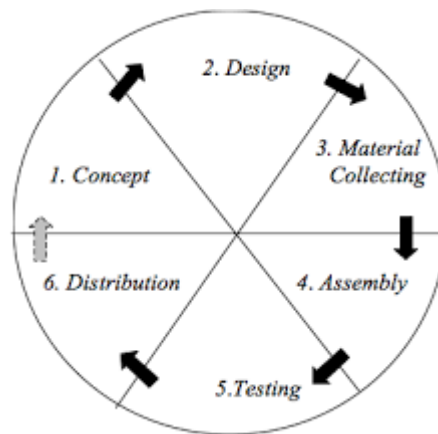 1. Concept
2. Design
3. Material
Collecting
4. Assembly
5.Testing
6. Distribution